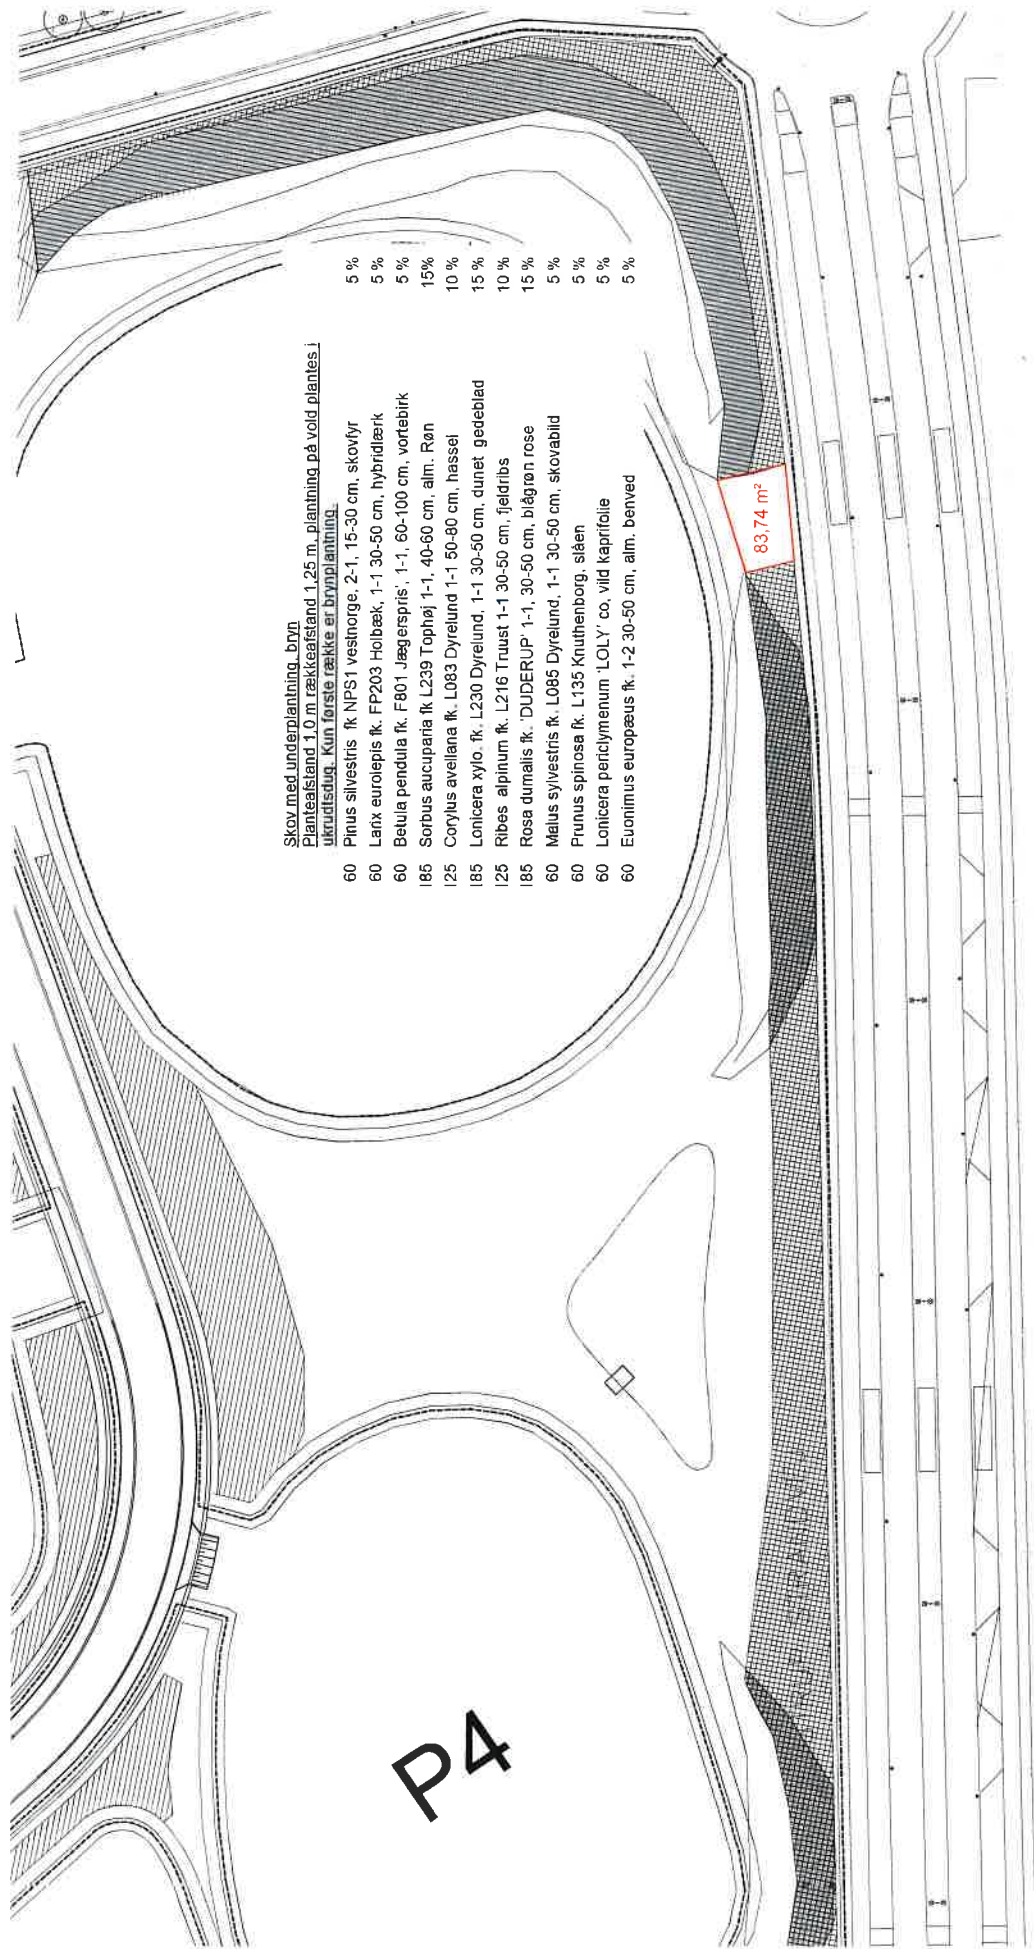 Skov med underplantning, bryn
Planteafstand 1,0 m rækkeafstand 1,25 m, plantning på vold plantes i
ukrudtsdug. Kun første række er brynplantning.
60 Pinus silvestris fk NPS1 vestnorge, 2-1, 15-30 cm, skovfyr 5 %
60 Larix eurolepis fk. FP203 Holbæk, 1-1 30-50 cm, hybridlærk 5 %
60 Betula pendula fk. F801 Jægerspris', 1-1, 60-100 cm, vortebirk 5 %
185 Sorbus aucuparia fk L239 Tophøj 1-1, 40-60 cm, alm. Røn 15%
125 Corylus avellana fk. L083 Dyrelund 1-1 50-80 cm, hassel 10 %
185 Lonicera xylo. fk. L230 Dyrelund, 1-1 30-50 cm, dunet gedeblad 15 %
125 Ribes alpinum fk. L216 Truust 1-1 30-50 cm, fjeldribs 10 %
185 Rosa dumalis fk. 'DUDERUP' 1-1, 30-50 cm, blågrøn rose 15 %
60 Malus sylvestris fk. L085 Dyrelund, 1-1 30-50 cm, skovabild 5 %
60 Prunus spinosa fk. L135 Knuthenborg, slåen 5 %
60 Lonicera periclymenum 'LOLY' co, vild kaprifolie 5 %
60 Euonimus europæus fk. 1-2 30-50 cm, alm. benved 5 %
83,74 m²
P4